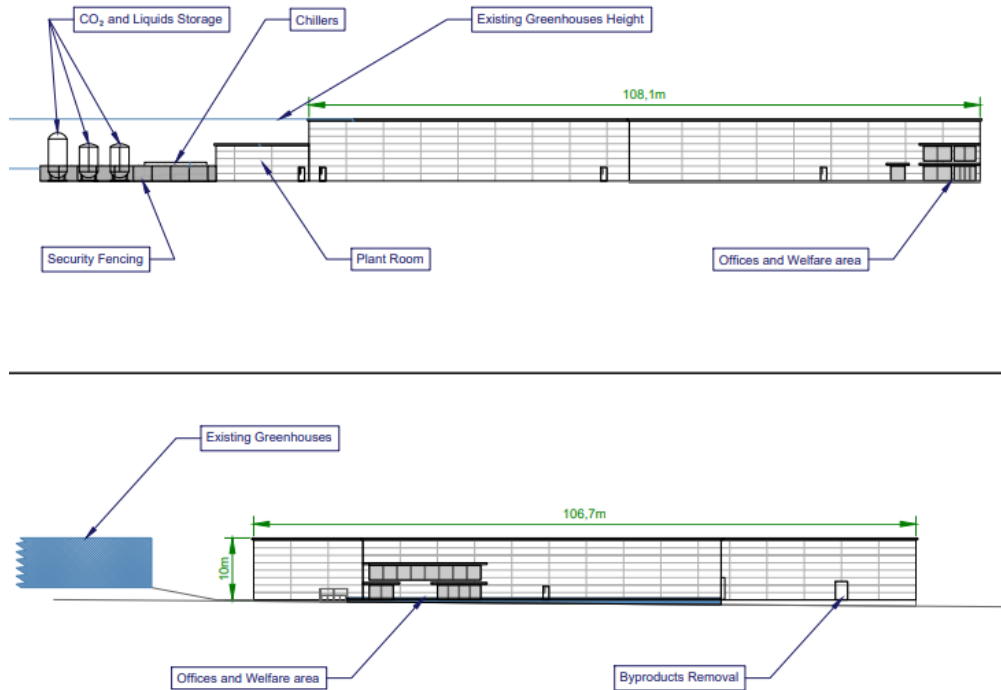 CO₂ and Liquids Storage
Chillers
Existing Greenhouses Height
108,1m
Security Fencing
Plant Room
Offices and Welfare area
Existing Greenhouses
106,7m
10m
Offices and Welfare area
Byproducts Removal